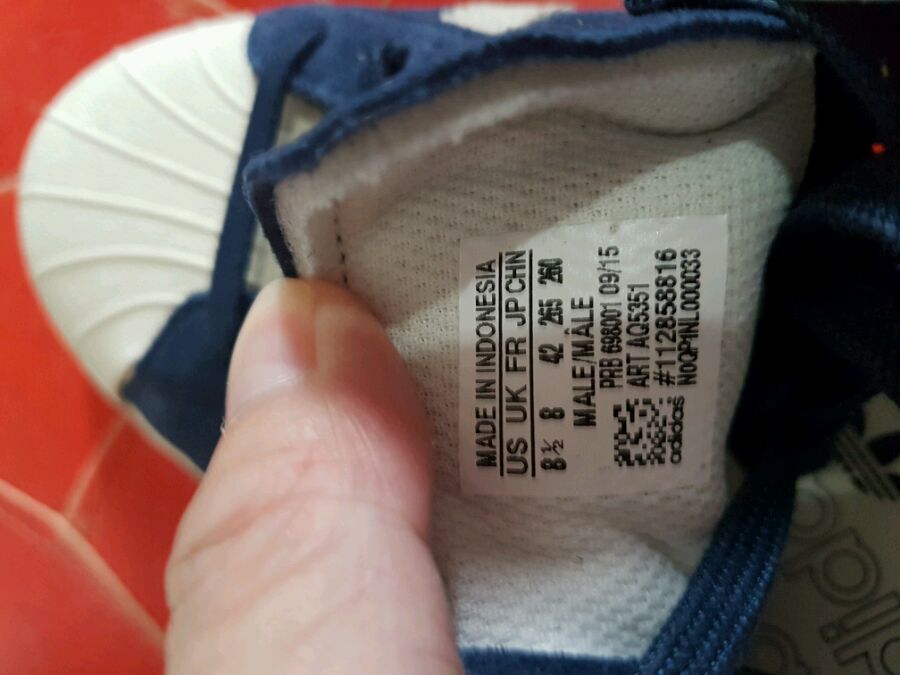 MADE IN INDONESIA
US UK FR JP CHN
8½ 8 42 265 260
MALE/MÂLE
PRB 698001 09/15
ART AQ5351
#112858816
adidas N0QPINL000033